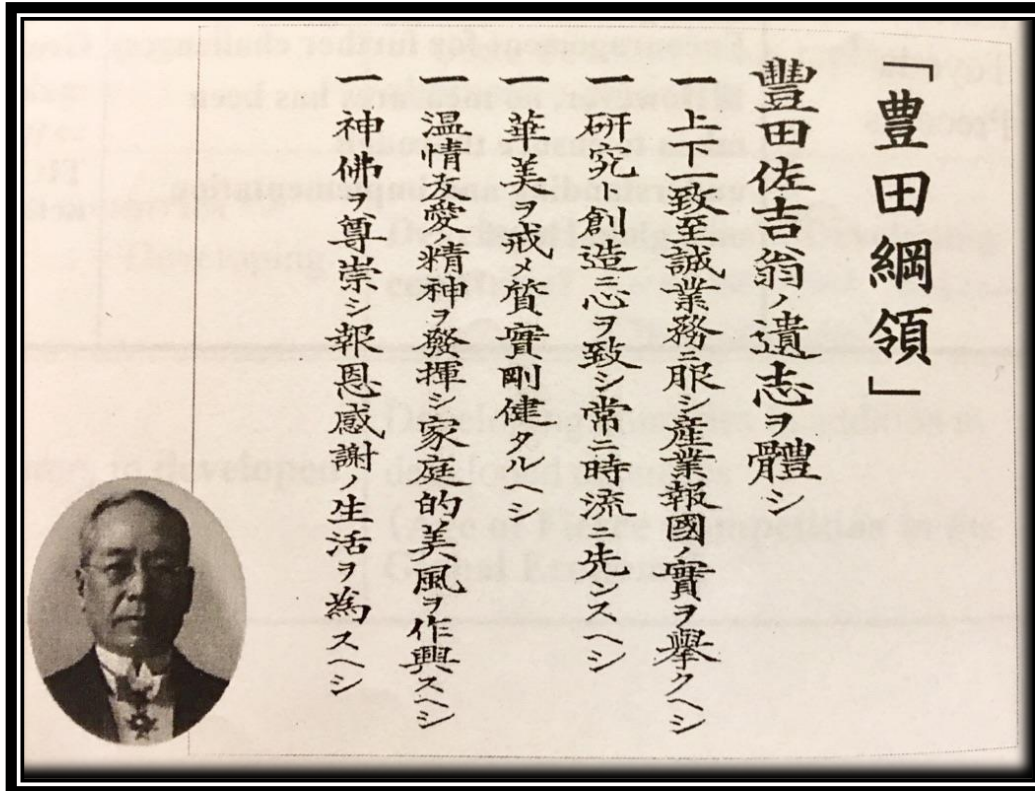 「豊田綱領」
豐田佐吉翁ノ遺志ヲ體シ
一 上下一致至誠業務ニ服シ産業報國ノ實ヲ擧クヘシ
一 研究ト創造ニ心ヲ致シ常ニ時流ニ先ンスヘシ
一 華美ヲ戒メ質實剛健タルヘシ
一 温情友愛ノ精神ヲ發揮シ家庭的美風ヲ作興スヘシ
一 神佛ヲ尊崇シ報恩感謝ノ生活ヲ為スヘシ